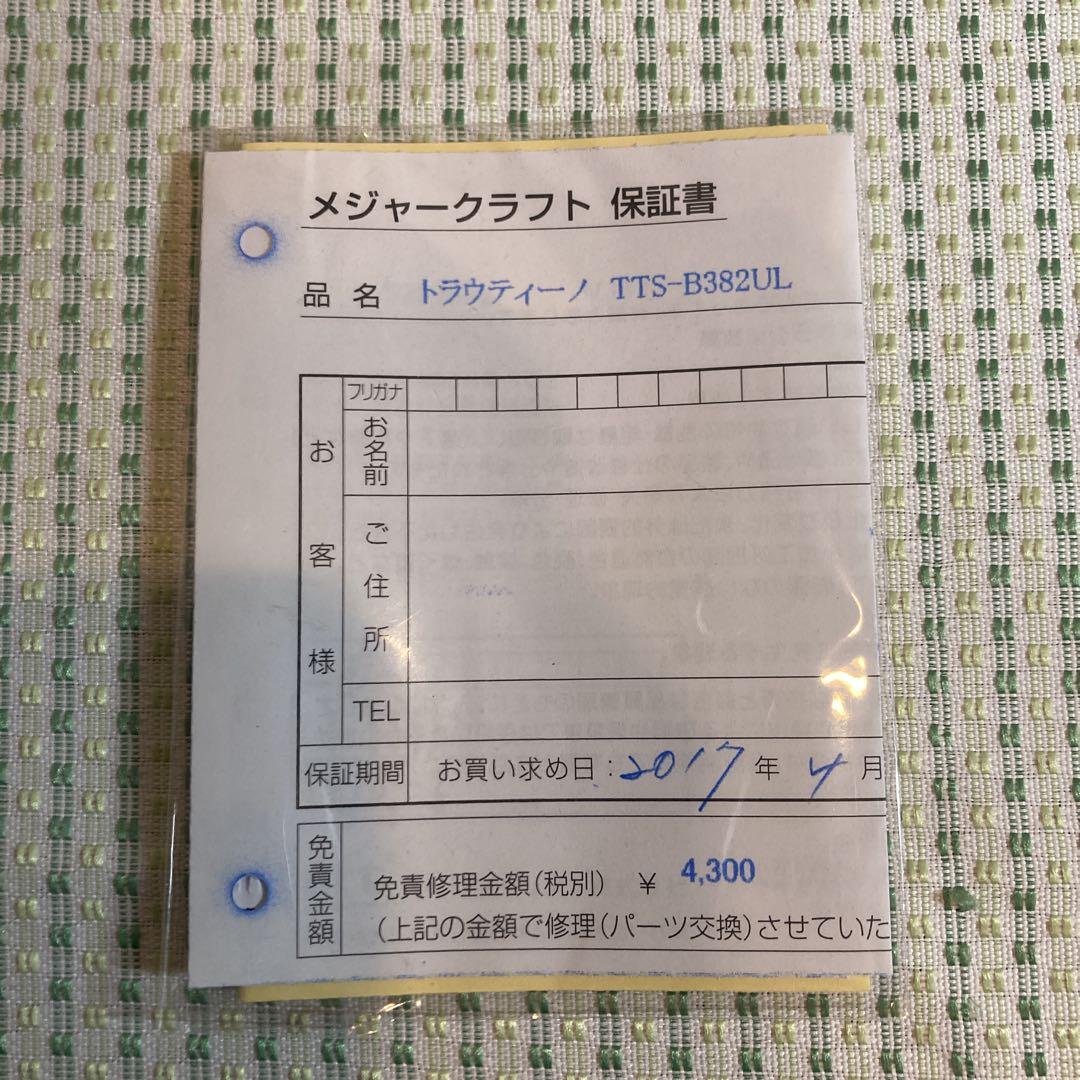 メジャークラフト 保証書
品名 トラウティーノ TTS-B382UL
お客様
フリガナ
お名前
ご住所
TEL
保証期間 お買い求め日：2017年 4月
免責金額
免責修理金額(税別) ¥ 4,300
(上記の金額で修理(パーツ交換)させていた